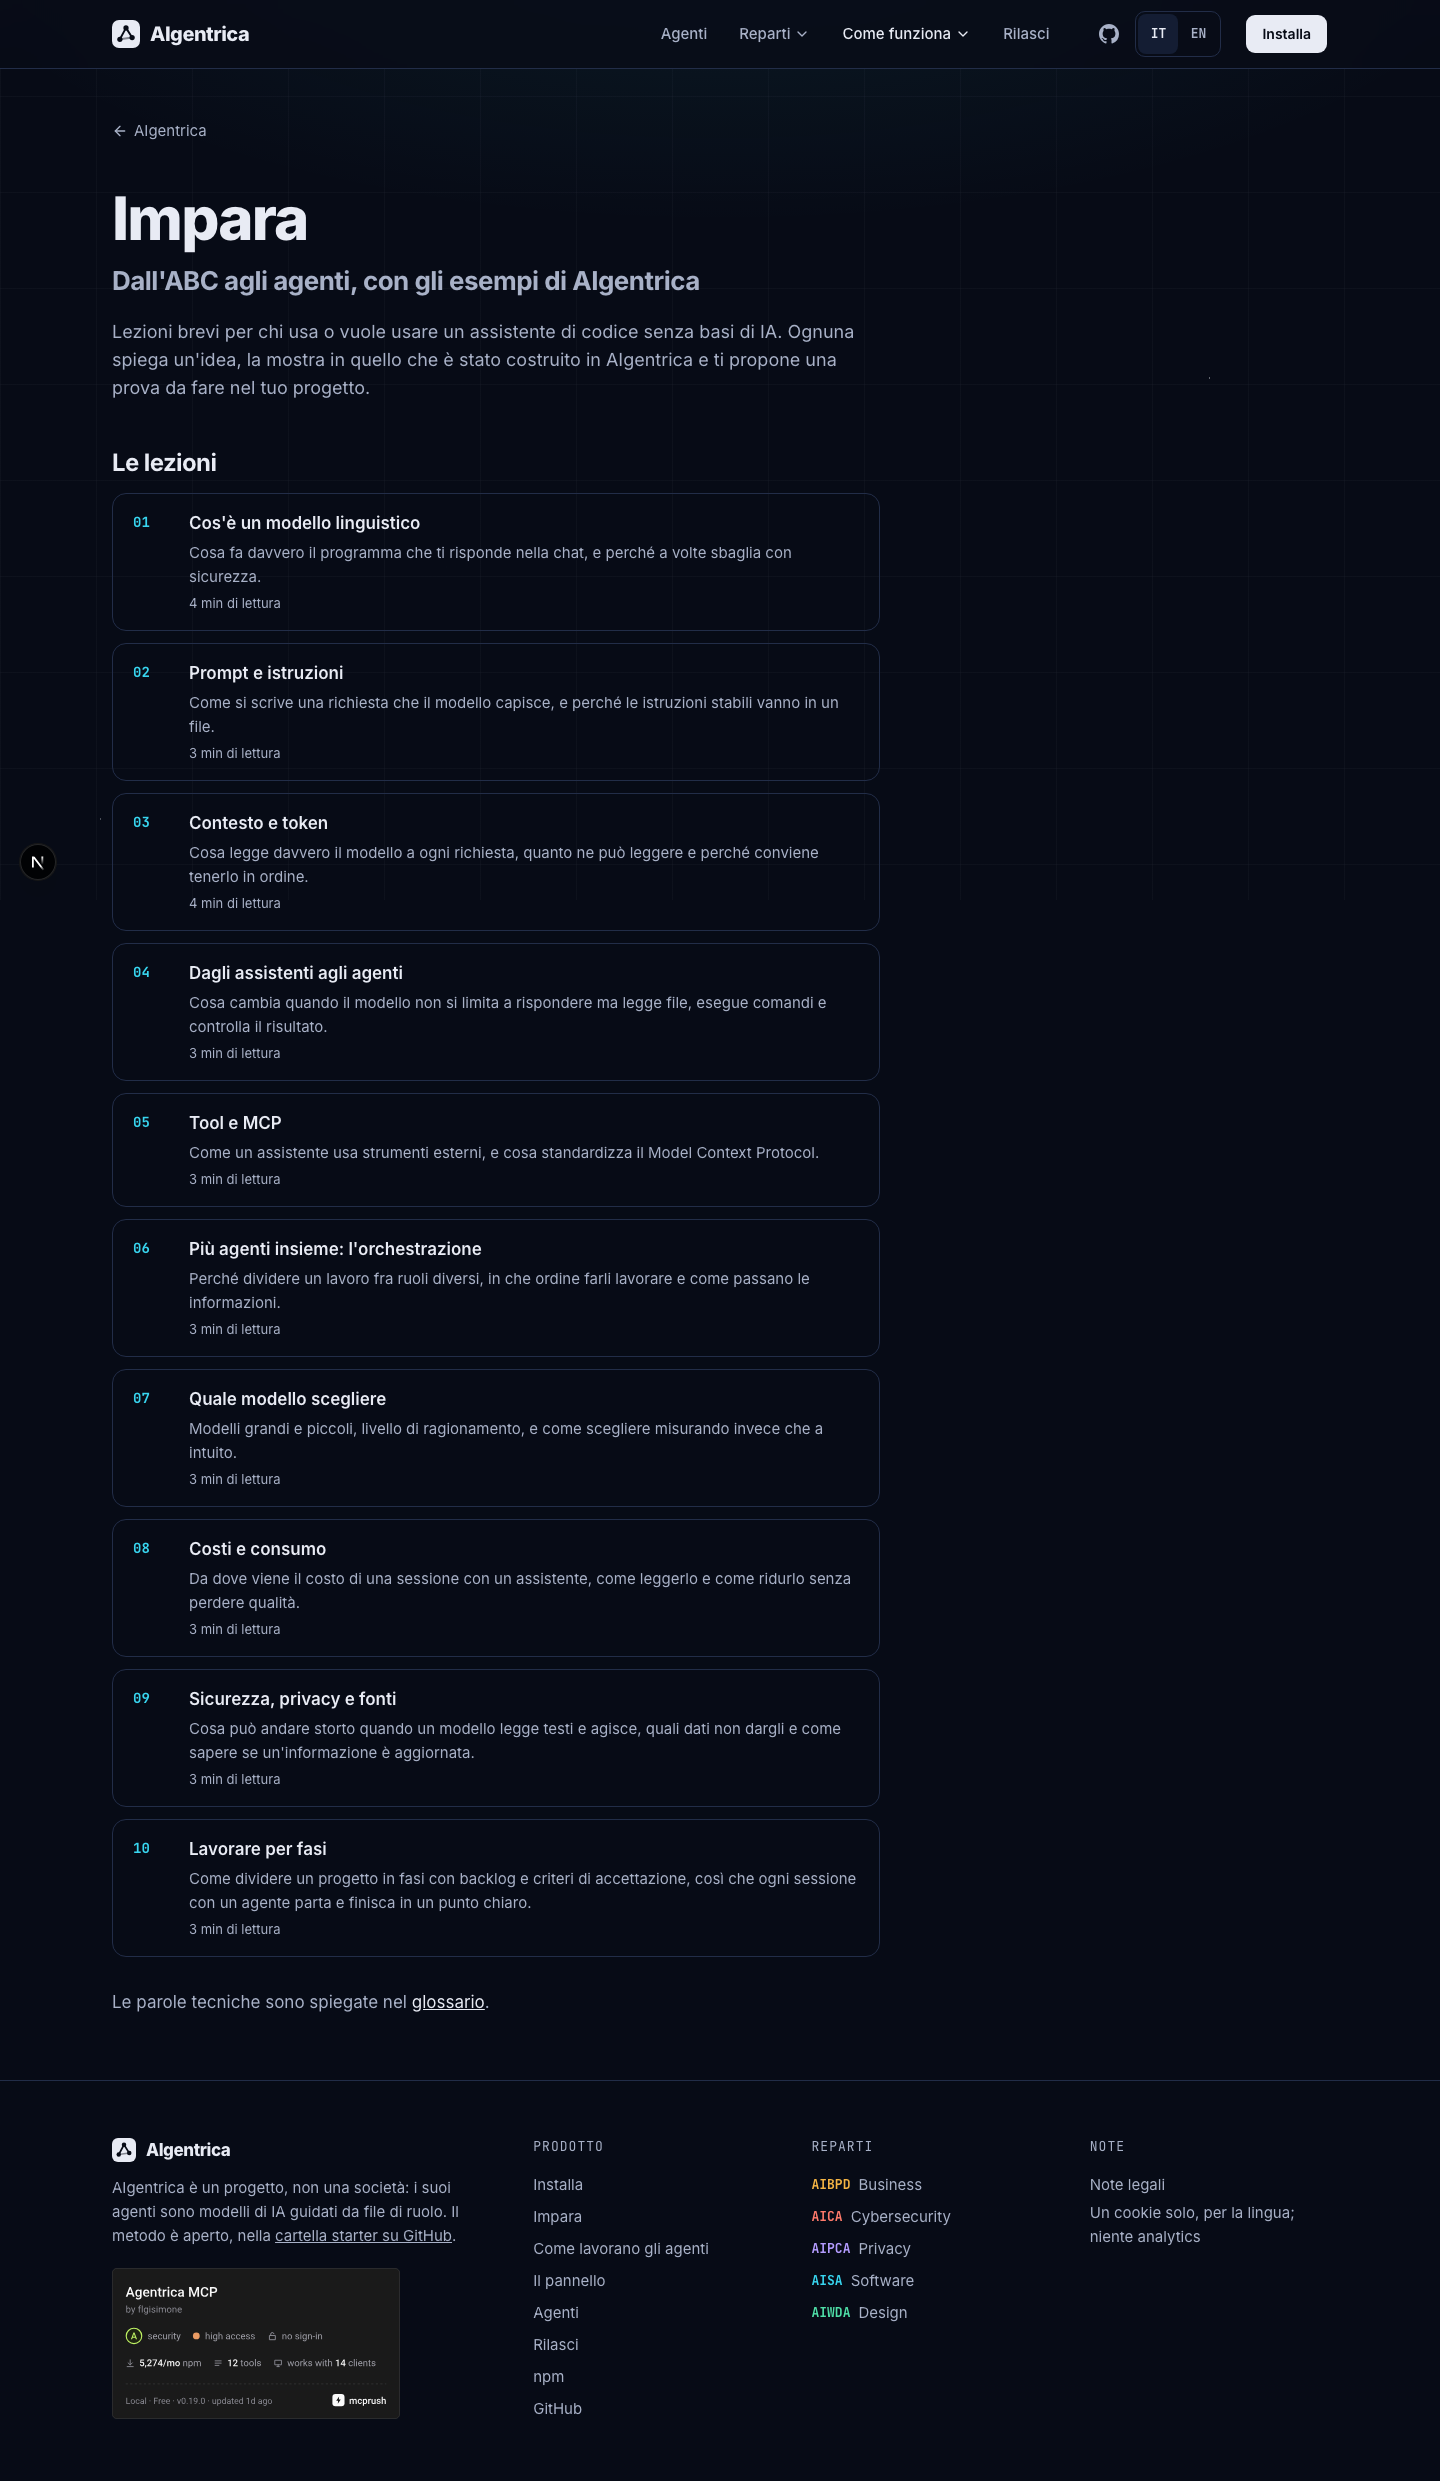 AIgentrica
Agenti
Reparti
Come funziona
Rilasci
IT
EN
Installa
AIgentrica
Impara
Dall'ABC agli agenti, con gli esempi di AIgentrica
Lezioni brevi per chi usa o vuole usare un assistente di codice senza basi di IA. Ognuna
spiega un'idea, la mostra in quello che è stato costruito in AIgentrica e ti propone una
prova da fare nel tuo progetto.
Le lezioni
01
Cos'è un modello linguistico
Cosa fa davvero il programma che ti risponde nella chat, e perché a volte sbaglia con
sicurezza.
4 min di lettura
02
Prompt e istruzioni
Come si scrive una richiesta che il modello capisce, e perché le istruzioni stabili vanno in un
file.
3 min di lettura
03
Contesto e token
Cosa legge davvero il modello a ogni richiesta, quanto ne può leggere e perché conviene
tenerlo in ordine.
4 min di lettura
04
Dagli assistenti agli agenti
Cosa cambia quando il modello non si limita a rispondere ma legge file, esegue comandi e
controlla il risultato.
3 min di lettura
05
Tool e MCP
Come un assistente usa strumenti esterni, e cosa standardizza il Model Context Protocol.
3 min di lettura
06
Più agenti insieme: l'orchestrazione
Perché dividere un lavoro fra ruoli diversi, in che ordine farli lavorare e come passano le
informazioni.
3 min di lettura
07
Quale modello scegliere
Modelli grandi e piccoli, livello di ragionamento, e come scegliere misurando invece che a
intuito.
3 min di lettura
08
Costi e consumo
Da dove viene il costo di una sessione con un assistente, come leggerlo e come ridurlo senza
perdere qualità.
3 min di lettura
09
Sicurezza, privacy e fonti
Cosa può andare storto quando un modello legge testi e agisce, quali dati non dargli e come
sapere se un'informazione è aggiornata.
3 min di lettura
10
Lavorare per fasi
Come dividere un progetto in fasi con backlog e criteri di accettazione, così che ogni sessione
con un agente parta e finisca in un punto chiaro.
3 min di lettura
Le parole tecniche sono spiegate nel glossario.
AIgentrica
AIgentrica è un progetto, non una società: i suoi
agenti sono modelli di IA guidati da file di ruolo. Il
metodo è aperto, nella cartella starter su GitHub.
Agentrica MCP
by flgisimone
A security
high access
no sign-in
5,274/mo npm
12 tools
works with 14 clients
Local · Free · v0.19.0 · updated 1d ago
mcprush
PRODOTTO
Installa
Impara
Come lavorano gli agenti
Il pannello
Agenti
Rilasci
npm
GitHub
REPARTI
AIBPD Business
AICA Cybersecurity
AIPCA Privacy
AISA Software
AIWDA Design
NOTE
Note legali
Un cookie solo, per la lingua;
niente analytics